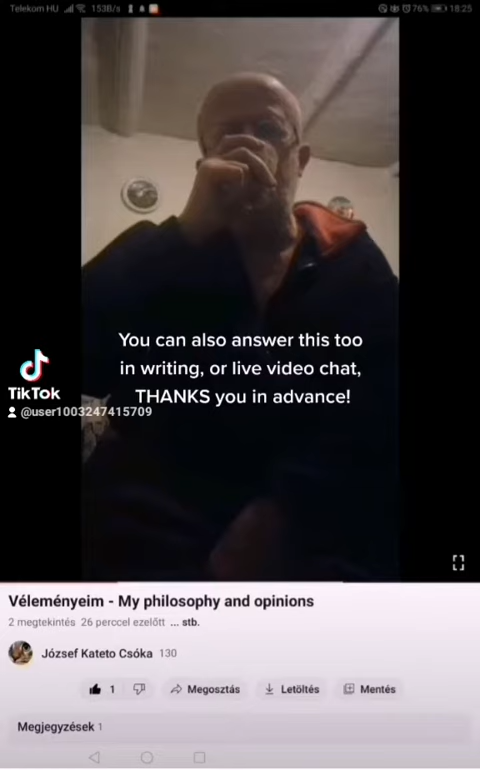 Telekom HU 153B/s 76% 18:25
You can also answer this too
in writing, or live video chat,
THANKS you in advance!
TikTok
@user1003247415709
Véleményeim - My philosophy and opinions
2 megtekintés 26 perccel ezelőtt ... stb.
József Kateto Csóka 130
1 Megosztás Letöltés Mentés
Megjegyzések 1